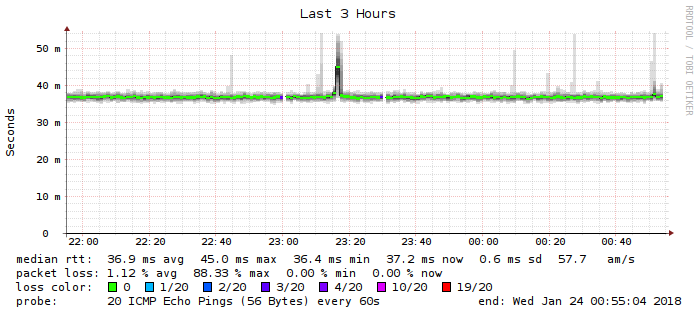 Last 3 Hours
RRDTOOL / TOBI OETIKER
Seconds
50 m
40 m
30 m
20 m
10 m
0
22:00 22:20 22:40 23:00 23:20 23:40 00:00 00:20 00:40
median rtt: 36.9 ms avg 45.0 ms max 36.4 ms min 37.2 ms now 0.6 ms sd 57.7 am/s
packet loss: 1.12 % avg 88.33 % max 0.00 % min 0.00 % now
loss color: 0 1/20 2/20 3/20 4/20 10/20 19/20
probe: 20 ICMP Echo Pings (56 Bytes) every 60s end: Wed Jan 24 00:55:04 2018